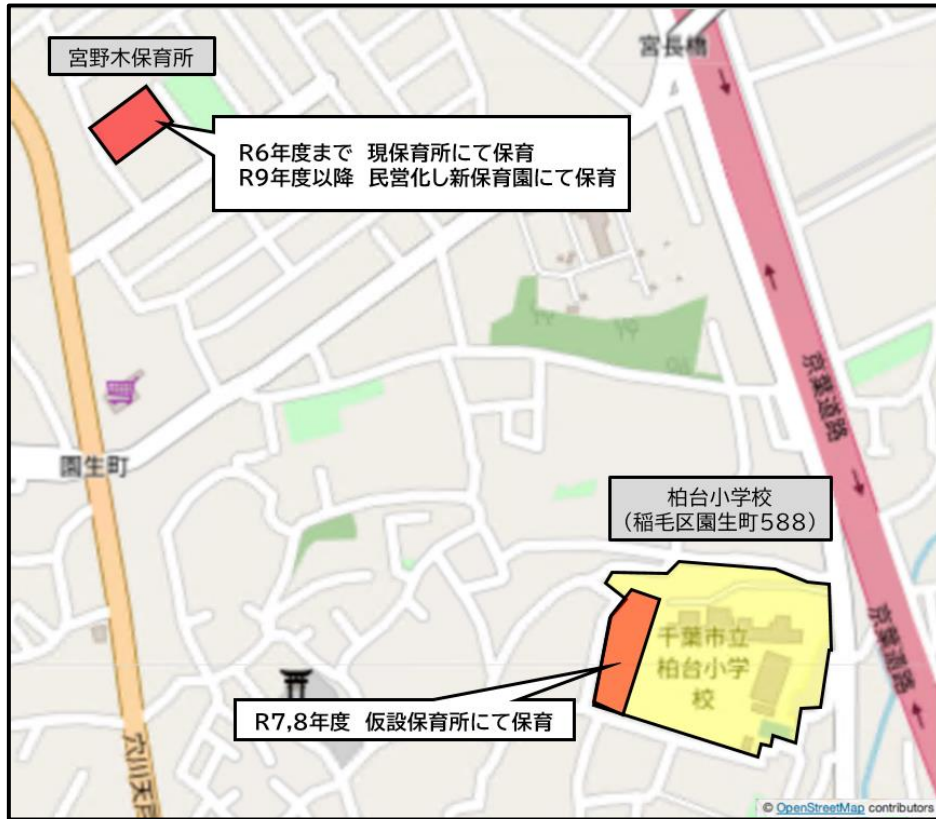 宮野木保育所
宮長橋
R6年度まで 現保育所にて保育
R9年度以降 民営化し新保育園にて保育
京葉道路
園生町
柏台小学校
（稲毛区園生町588）
千葉市立
柏台小学
校
京葉道路
R7,8年度 仮設保育所にて保育
穴川天戸
© OpenStreetMap contributors